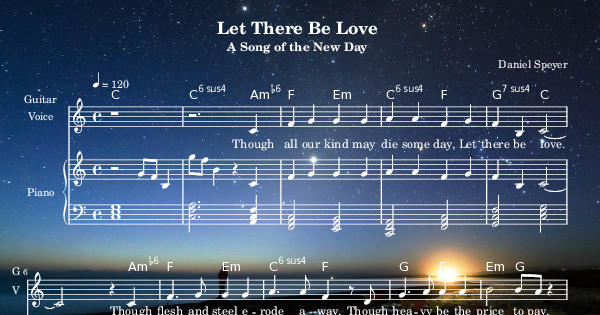 Let There Be Love
A Song of the New Day
Daniel Speyer
♩ = 120
Guitar C C6 sus4 Am♭6 F Em C6 sus4 F G7 sus4 C
Voice
Though all our kind may die some day, Let there be love.
Piano
G 6 Am♭6 F Em C6 sus4 F G F Em G
V
Though flesh and steel e - rode a -- way, Though hea - vy be the price to pay,